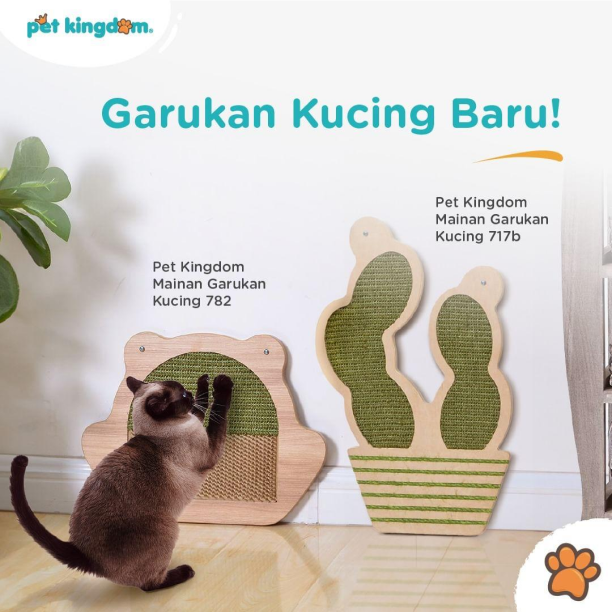 pet kingdom.
Garukan Kucing Baru!
Pet Kingdom
Mainan Garukan
Kucing 717b
Pet Kingdom
Mainan Garukan
Kucing 782